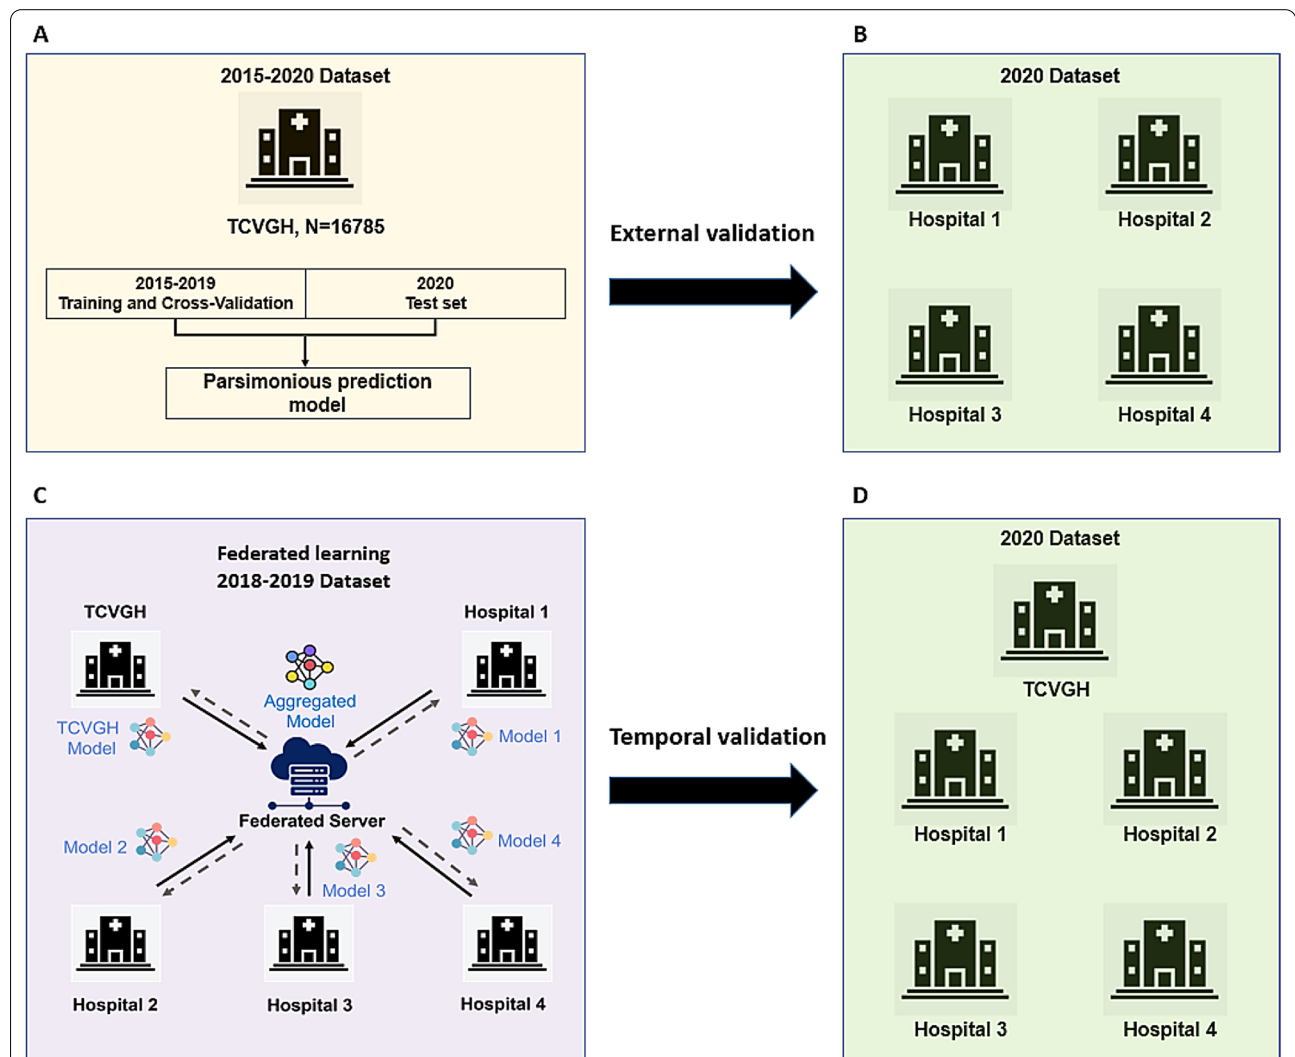 A
2015-2020 Dataset
TCVGH, N=16785
2015-2019
Training and Cross-Validation
2020
Test set
Parsimonious prediction
model
External validation
B
2020 Dataset
Hospital 1
Hospital 2
Hospital 3
Hospital 4
C
Federated learning
2018-2019 Dataset
TCVGH
Hospital 1
Aggregated
Model
TCVGH
Model
Model 1
Federated Server
Model 2
Model 4
Model 3
Hospital 2
Hospital 3
Hospital 4
Temporal validation
D
2020 Dataset
TCVGH
Hospital 1
Hospital 2
Hospital 3
Hospital 4